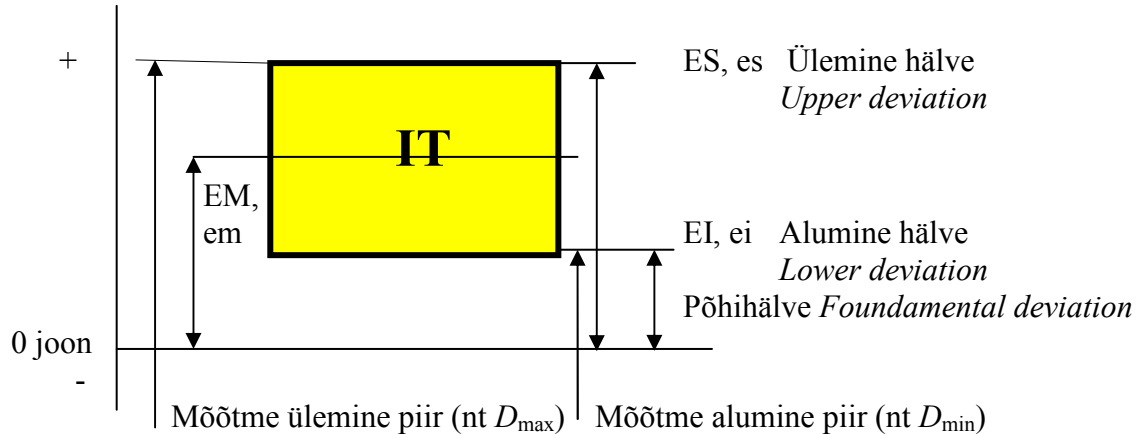 +
ES, es Ülemine hälve
Upper deviation
IT
EM,
em
EI, ei Alumine hälve
Lower deviation
Põhihälve Foundamental deviation
0 joon
-
Mõõtme ülemine piir (nt Dmax)
Mõõtme alumine piir (nt Dmin)